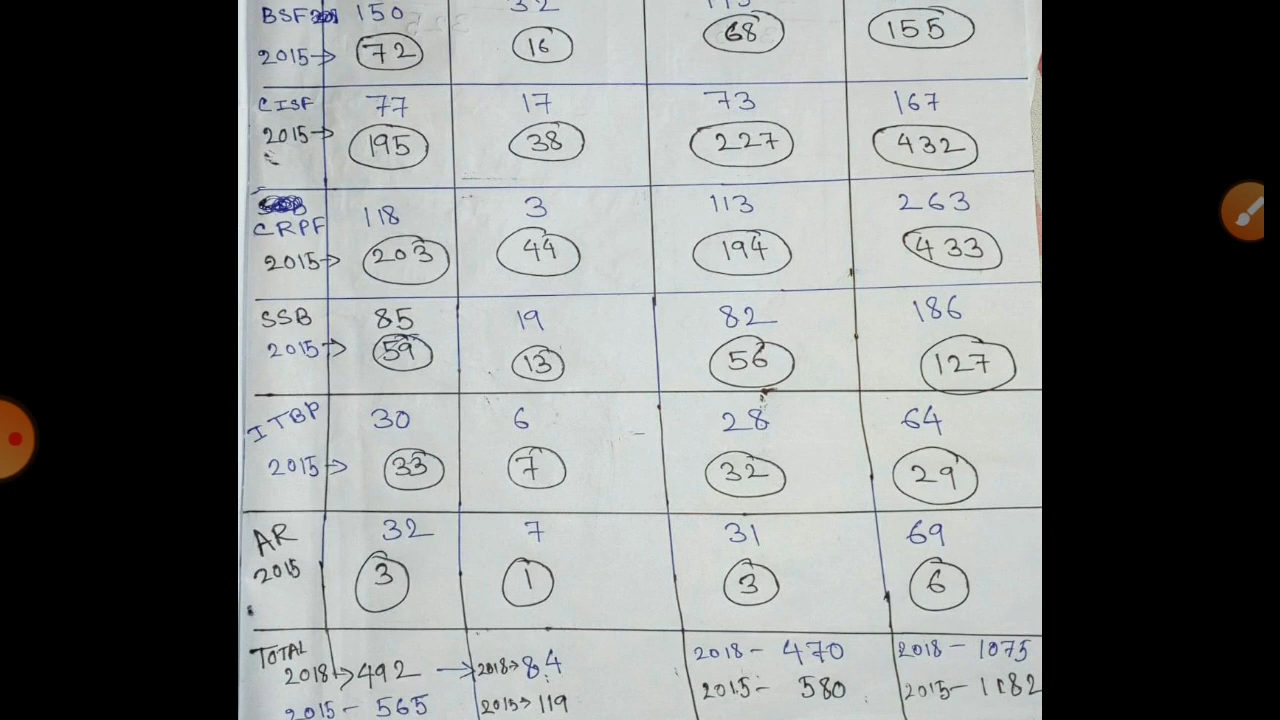 BSF 150
2015→ 72 16 68 155
CISF 77 17 73 167
2015→ 195 38 227 432
CRPF 118 3 113 263
2015→ 203 44 194 433
SSB 85 19 82 186
2015→ 59 13 56 127
ITBP 30 6 28 64
2015→ 33 7 32 29
AR 32 7 31 69
2015 3 1 3 6
TOTAL
2018→ 492 → 2018→ 84 2018- 470 2018- 1075
2015- 565 2015→ 119 2015- 580 2015-